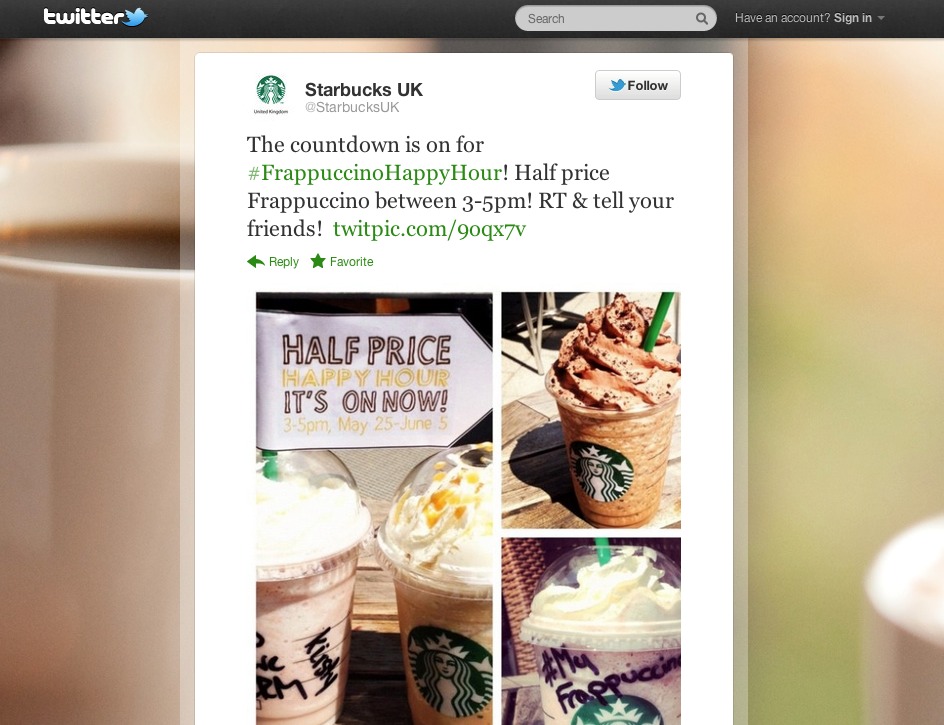 twitter
Search
Have an account? Sign in
Starbucks UK
@StarbucksUK
Follow
United Kingdom
The countdown is on for
#FrappuccinoHappyHour! Half price
Frappuccino between 3-5pm! RT & tell your
friends! twitpic.com/9oqx7v
Reply Favorite
HALF PRICE
HAPPY HOUR
IT'S ON NOW!
3-5pm, May 25-June 5
#My
Frappuccino